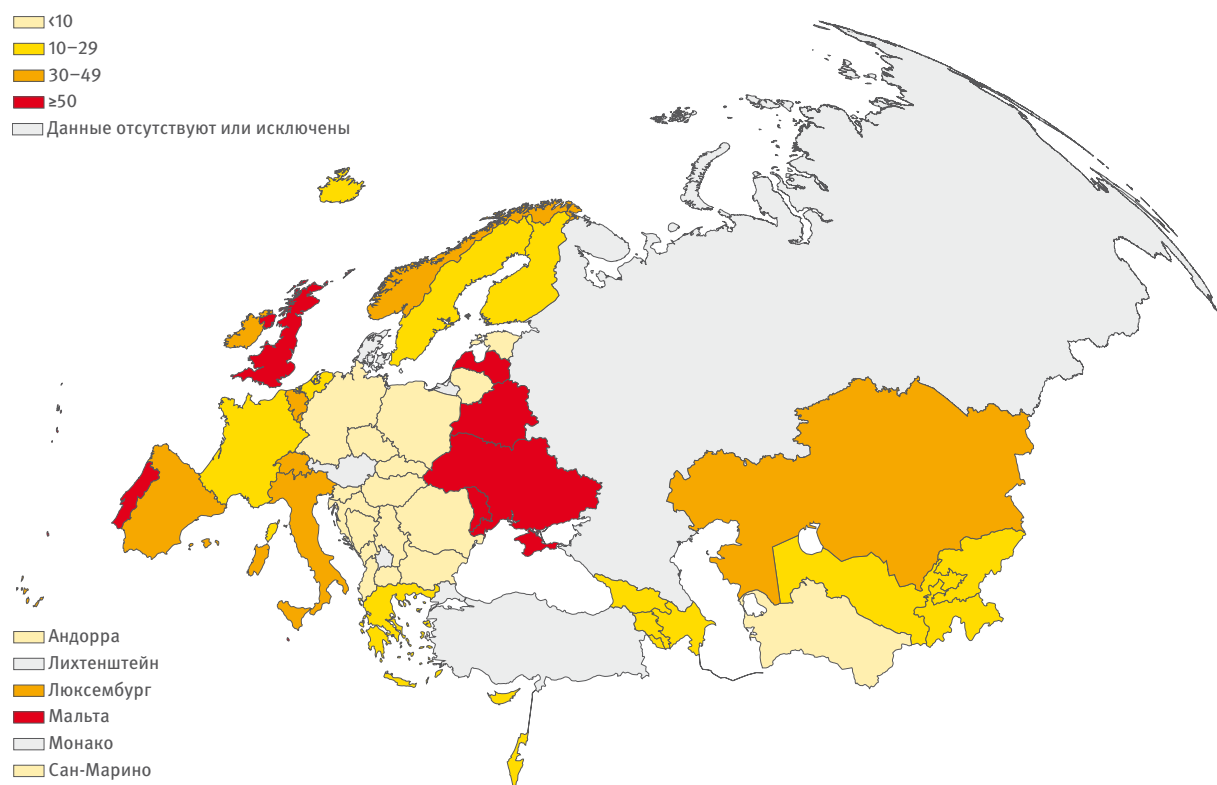 <10
10–29
30–49
≥50
Данные отсутствуют или исключены
Андорра
Лихтенштейн
Люксембург
Мальта
Монако
Сан-Марино